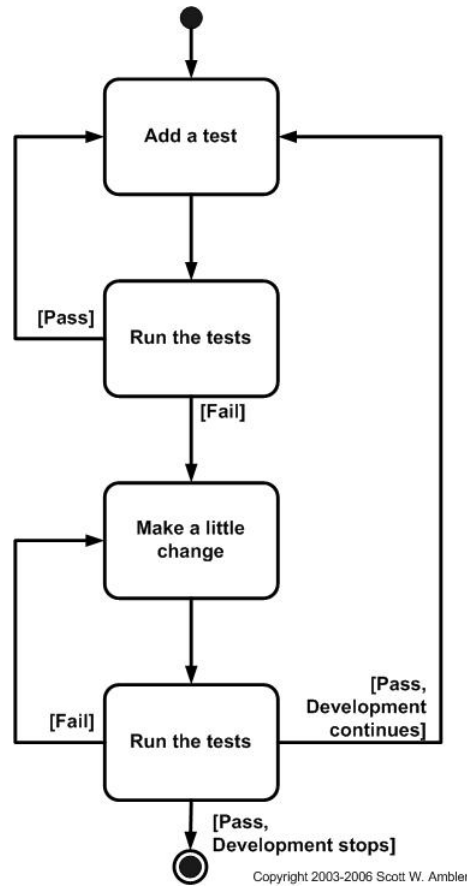 Add a test
[Pass]
Run the tests
[Fail]
Make a little
change
[Pass,
Development
continues]
[Fail]
Run the tests
[Pass,
Development stops]
Copyright 2003-2006 Scott W. Ambler